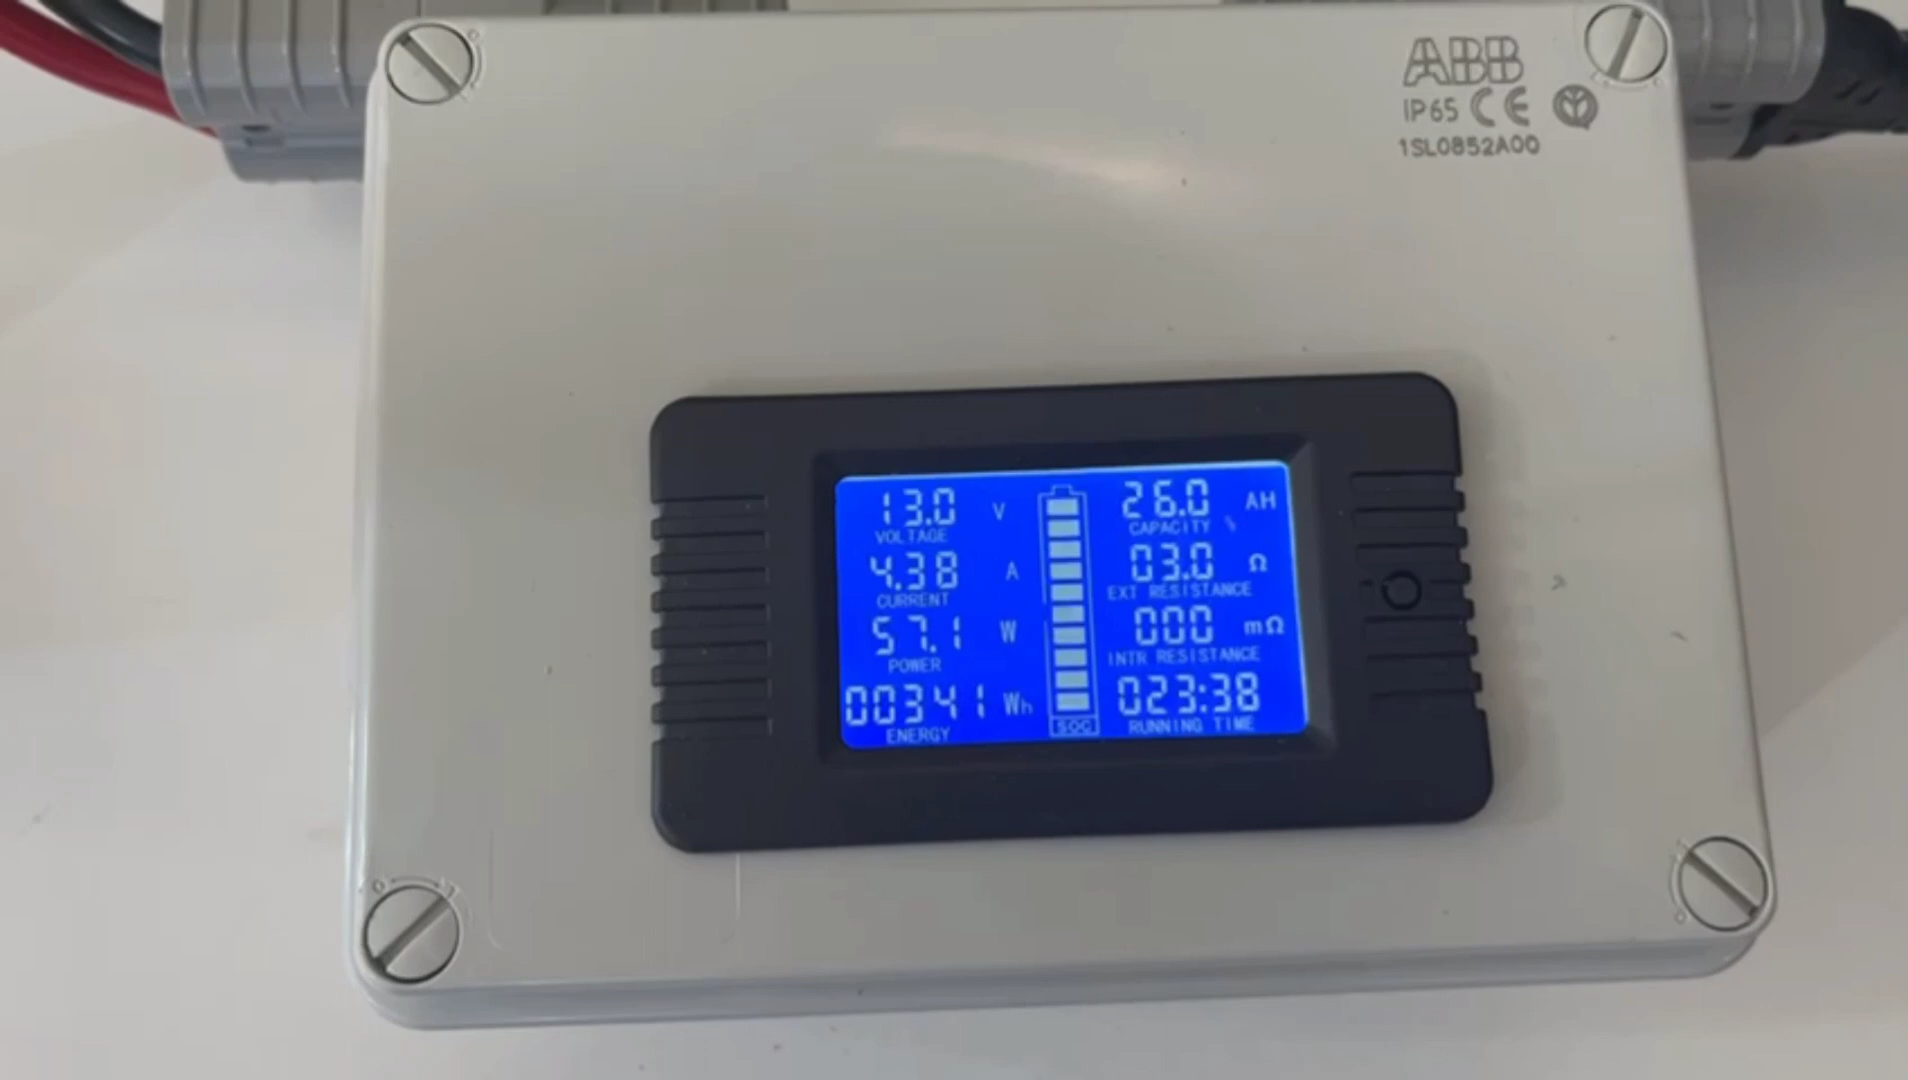 ABB
IP65 CE
1SL0852A00
13.0 V
VOLTAGE
4.38 A
CURRENT
57.1 W
POWER
00341 Wh
ENERGY
SOC
26.0 AH
CAPACITY %
03.0 Ω
EXT RESISTANCE
000 mΩ
INTR RESISTANCE
023:38
RUNNING TIME